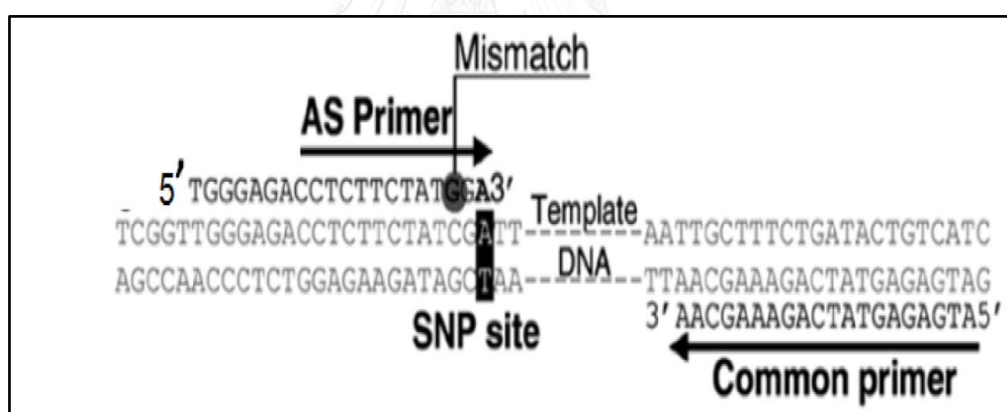 Mismatch
AS Primer
5' TGGGAGACCTCTTCTATGGA3'
Template
TCGGTTGGGAGACCTCTTCTATCGATT------AATTGCTTTCTGATACTGTCATC
DNA
AGCCAACCCTCTGGAGAAGATAGCTAA------TTAACGAAAGACTATGAGAGTAG
3' AACGAAAGACTATGAGAGTA5'
SNP site
Common primer